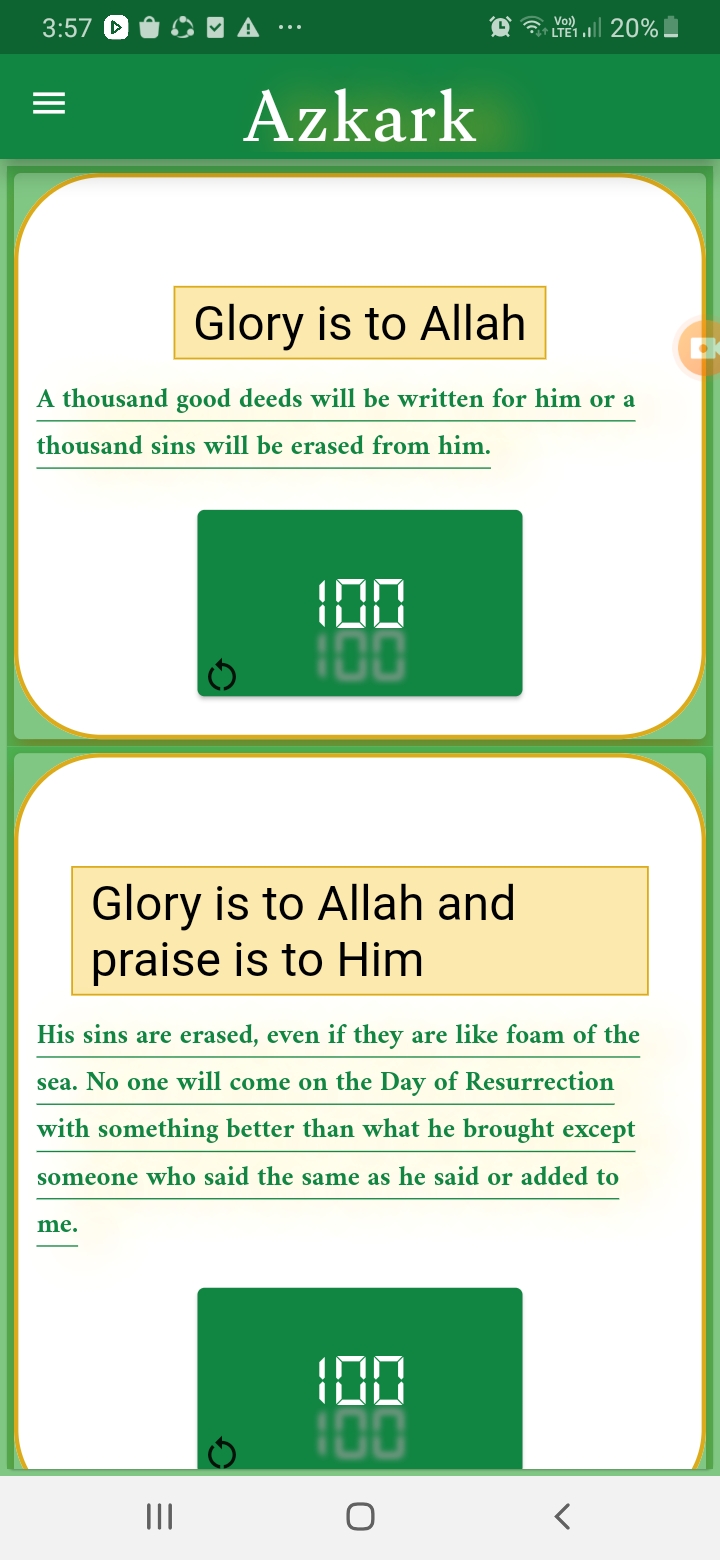 3:57
Vo)) LTE1 20%
Azkark
Glory is to Allah
A thousand good deeds will be written for him or a
thousand sins will be erased from him.
100
Glory is to Allah and
praise is to Him
His sins are erased, even if they are like foam of the
sea. No one will come on the Day of Resurrection
with something better than what he brought except
someone who said the same as he said or added to
me.
100